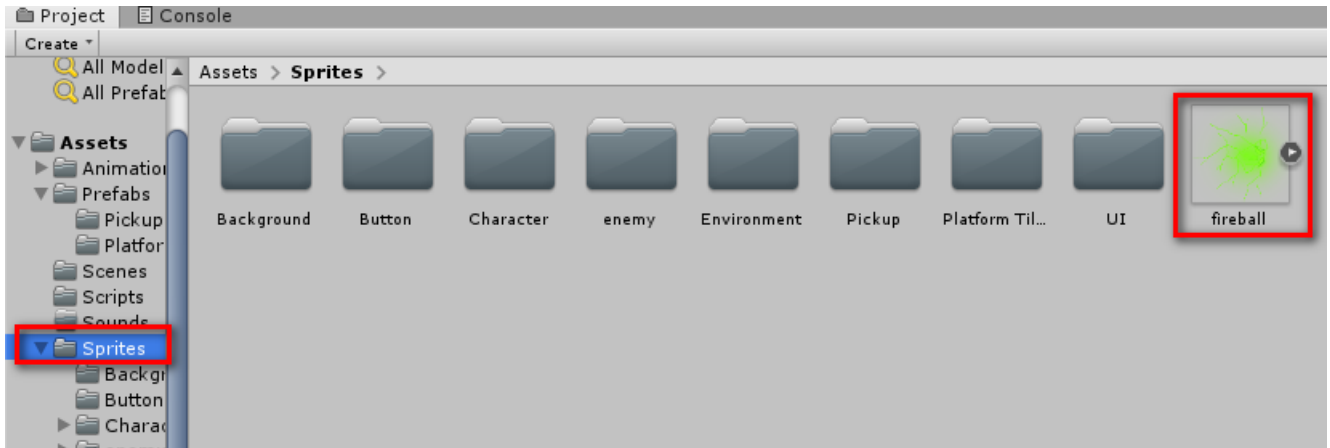 Project
Console
Create
All Model
All Prefab
Assets > Sprites >
Assets
Animation
Prefabs
Pickup
Platfor
Scenes
Scripts
Sounds
Sprites
Backgr
Button
Charac
Background
Button
Character
enemy
Environment
Pickup
Platform Til...
UI
fireball